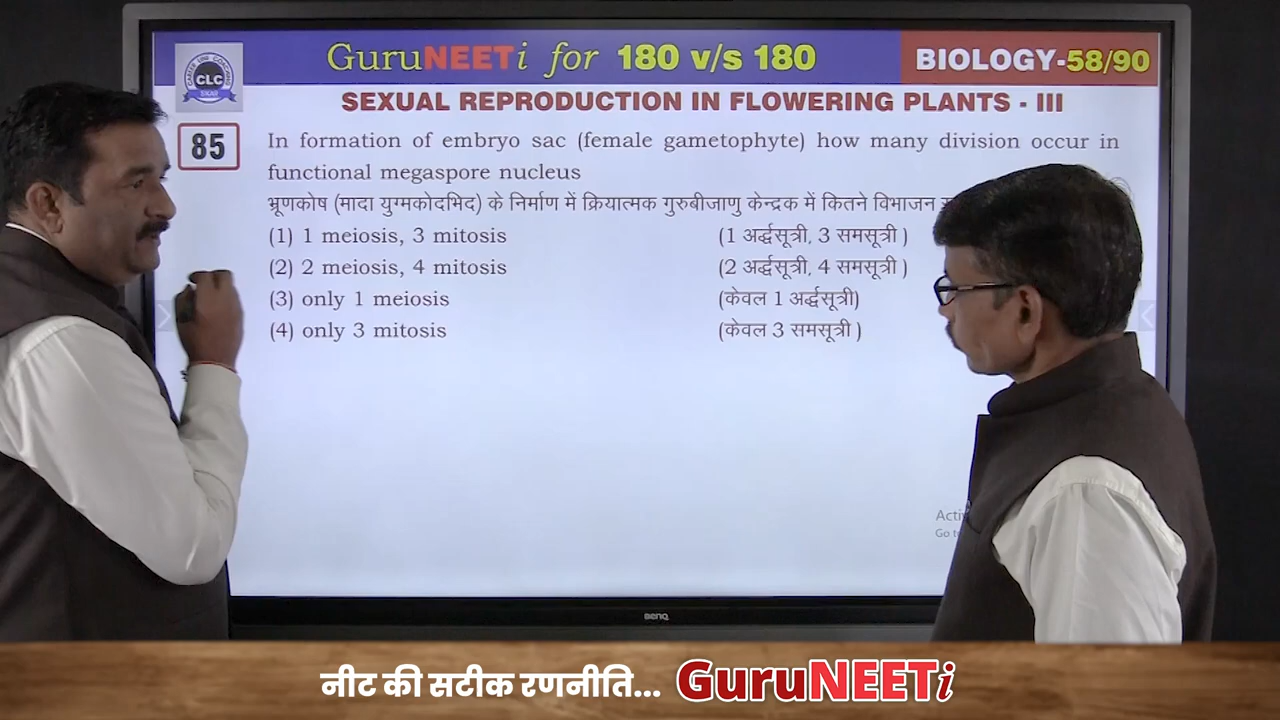 GuruNEETi for 180 v/s 180
BIOLOGY-58/90
CLC
SEXUAL REPRODUCTION IN FLOWERING PLANTS - III
85
In formation of embryo sac (female gametophyte) how many division occur in
functional megaspore nucleus
भ्रूणकोष (मादा युग्मकोदभिद) के निर्माण में क्रियात्मक गुरुबीजाणु केन्द्रक में कितने विभाजन
(1) 1 meiosis, 3 mitosis (1 अर्द्धसूत्री, 3 समसूत्री )
(2) 2 meiosis, 4 mitosis (2 अर्द्धसूत्री, 4 समसूत्री )
(3) only 1 meiosis (केवल 1 अर्द्धसूत्री)
(4) only 3 mitosis (केवल 3 समसूत्री )
Go
BenQ
नीट की सटीक रणनीति... GuruNEETi